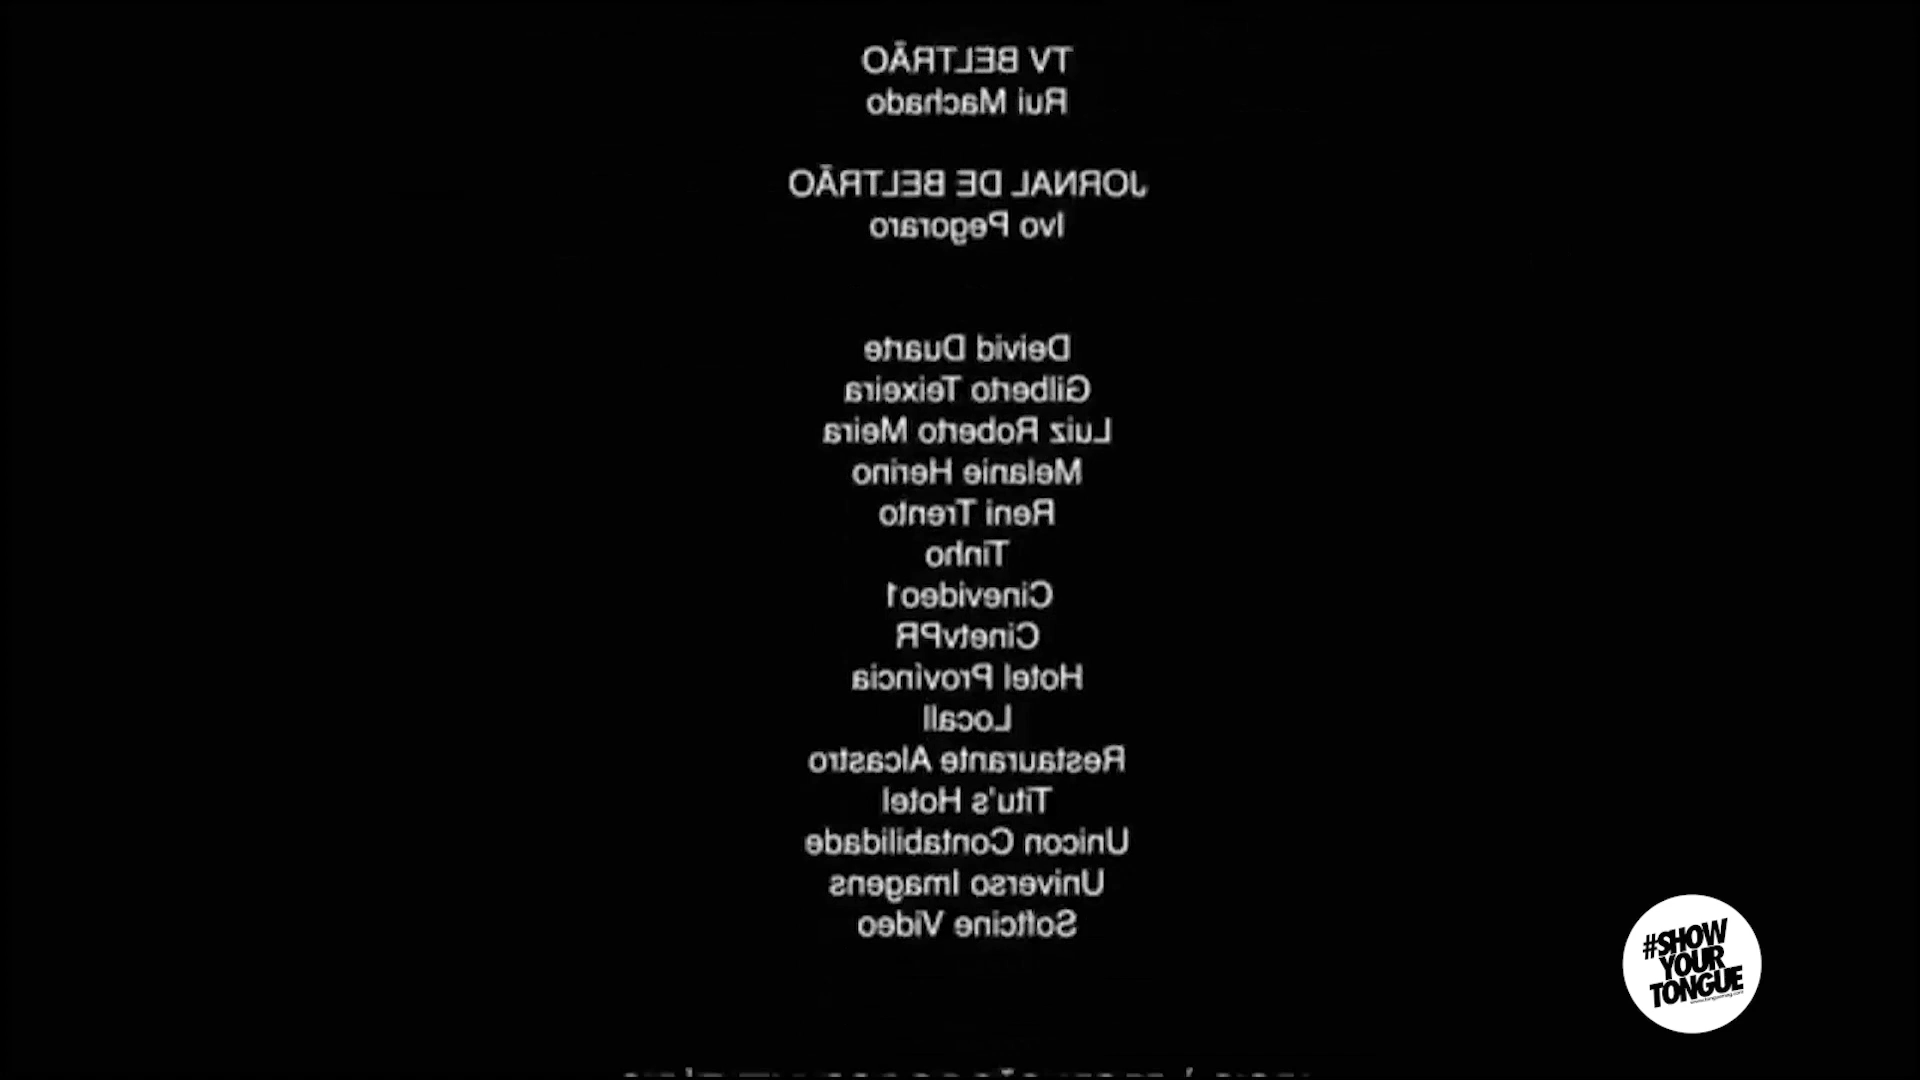 TV BELTRÃO
Rui Machado
JORNAL DE BELTRÃO
Ivo Pegoraro
Deivid Duarte
Gilberto Teixeira
Luiz Roberto Meira
Melanie Herino
Reni Trento
Tinho
Cinevideo1
CinetvPR
Hotel Província
Locall
Restaurante Alcastro
Titu's Hotel
Unicon Contabilidade
Universo Imagens
Softcine Video
#SHOW
YOUR
TONGUE